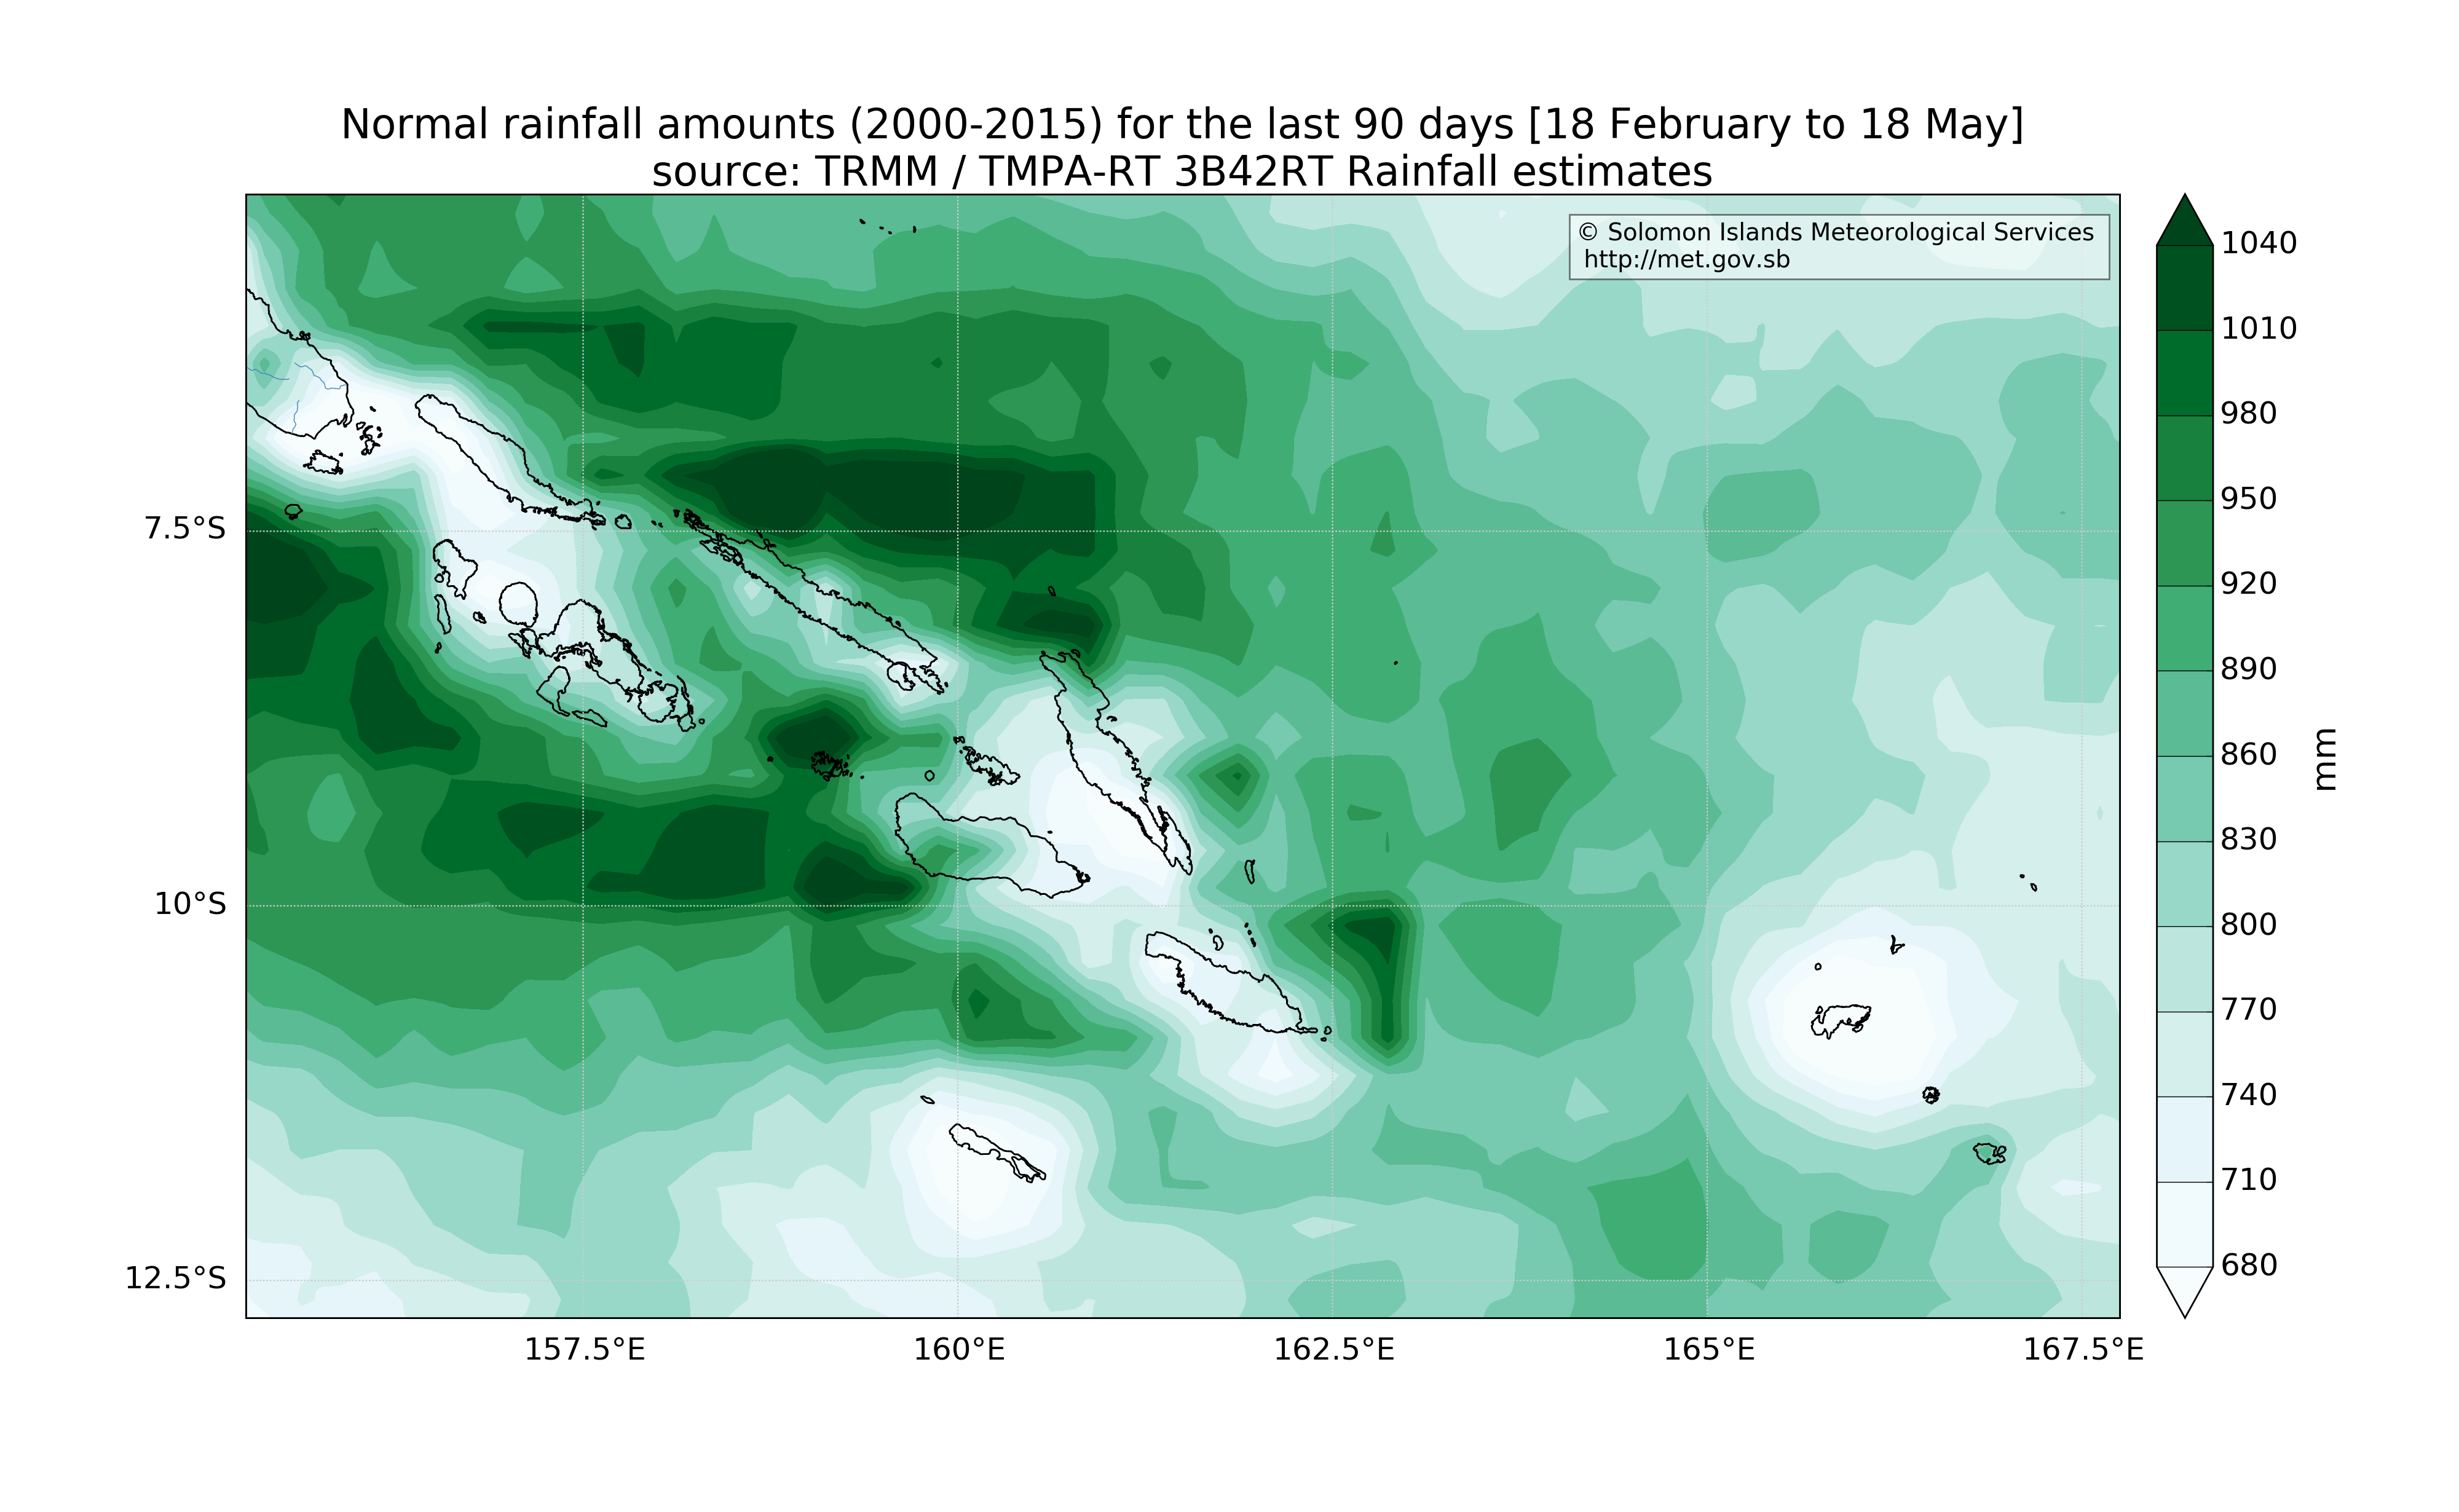 Normal rainfall amounts (2000-2015) for the last 90 days [18 February to 18 May]
source: TRMM / TMPA-RT 3B42RT Rainfall estimates
© Solomon Islands Meteorological Services
http://met.gov.sb
7.5°S
10°S
12.5°S
157.5°E
160°E
162.5°E
165°E
167.5°E
1040
1010
980
950
920
890
860
830
800
770
740
710
680
mm